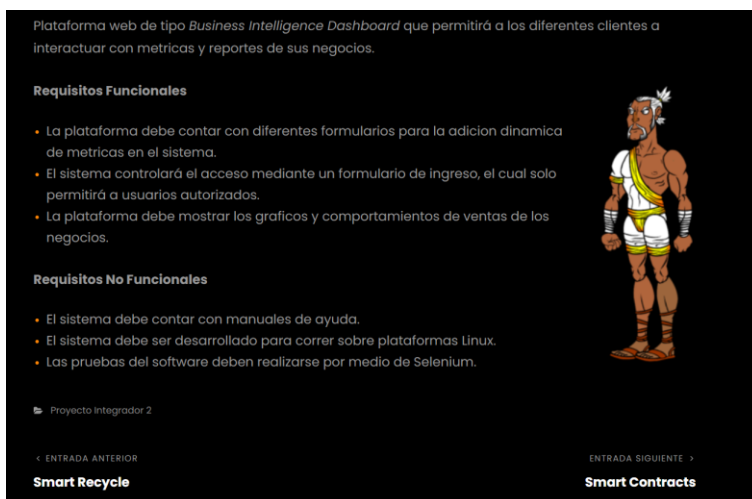 Plataforma web de tipo Business Intelligence Dashboard que permitirá a los diferentes clientes a
interactuar con metricas y reportes de sus negocios.
Requisitos Funcionales
• La plataforma debe contar con diferentes formularios para la adicion dinamica
de metricas en el sistema.
• El sistema controlará el acceso mediante un formulario de ingreso, el cual solo
permitirá a usuarios autorizados.
• La plataforma debe mostrar los graficos y comportamientos de ventas de los
negocios.
Requisitos No Funcionales
• El sistema debe contar con manuales de ayuda.
• El sistema debe ser desarrollado para correr sobre plataformas Linux.
• Las pruebas del software deben realizarse por medio de Selenium.
Proyecto Integrador 2
< ENTRADA ANTERIOR
Smart Recycle
ENTRADA SIGUIENTE >
Smart Contracts